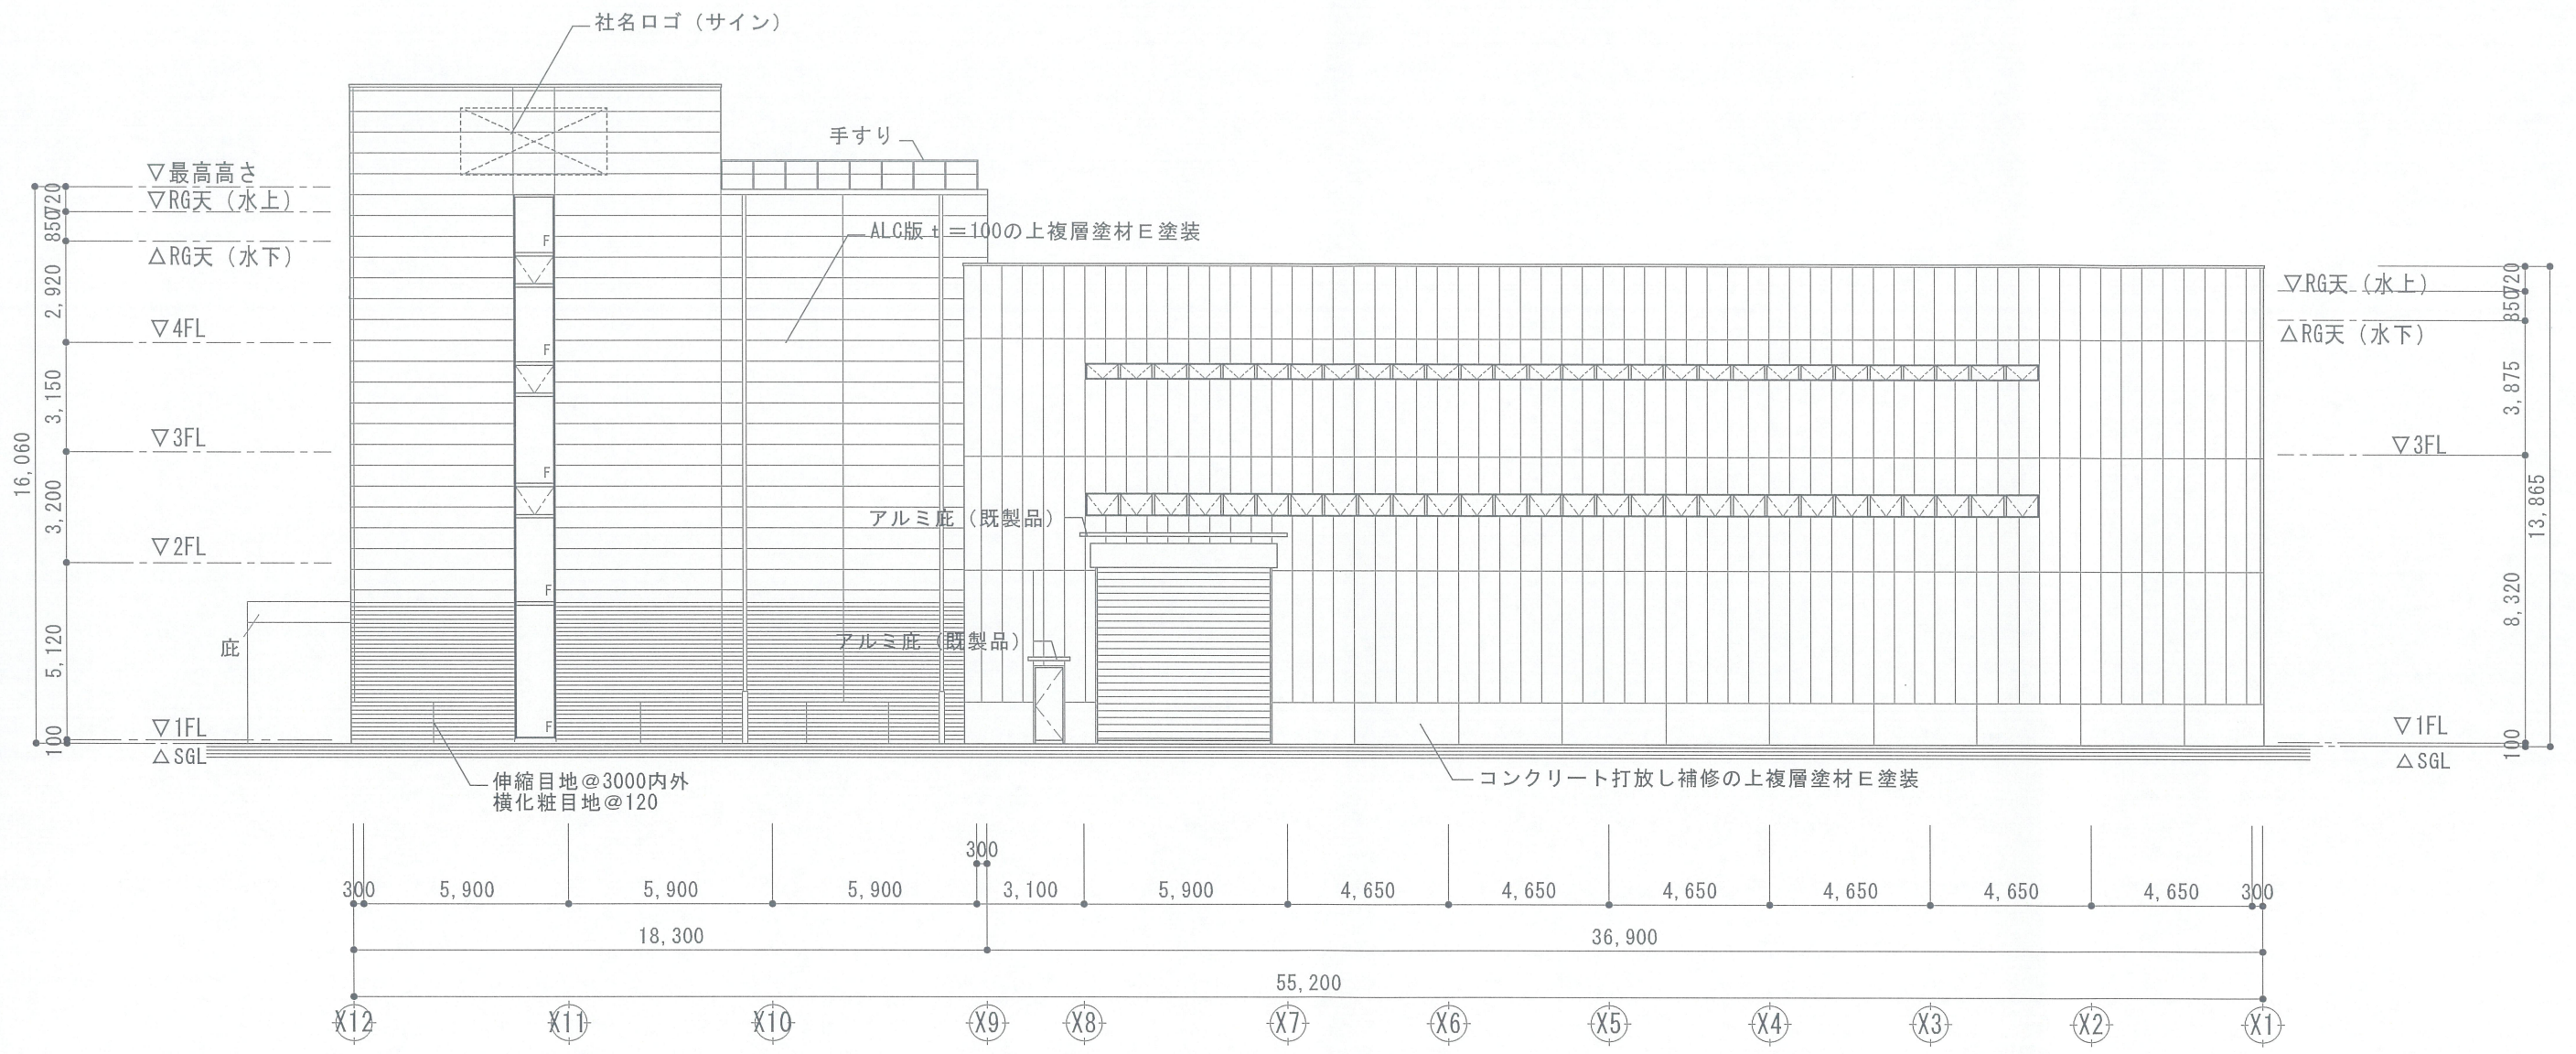 社名ロゴ（サイン）
手すり
▽最高高さ
▽RG天（水上）
△RG天（水下）
▽4FL
▽3FL
▽2FL
▽1FL
△SGL
720
850
2,920
3,150
3,200
5,120
100
16,060
ALC版ｔ＝100の上複層塗材Ｅ塗装
F
F
F
F
F
アルミ庇（既製品）
アルミ庇（既製品）
庇
伸縮目地@3000内外
横化粧目地@120
コンクリート打放し補修の上複層塗材Ｅ塗装
▽RG天（水上）
△RG天（水下）
▽3FL
▽1FL
△SGL
720
850
3,875
8,320
100
13,865
300
300 5,900 5,900 5,900 3,100 5,900 4,650 4,650 4,650 4,650 4,650 4,650 300
18,300 36,900
55,200
X12 X11 X10 X9 X8 X7 X6 X5 X4 X3 X2 X1